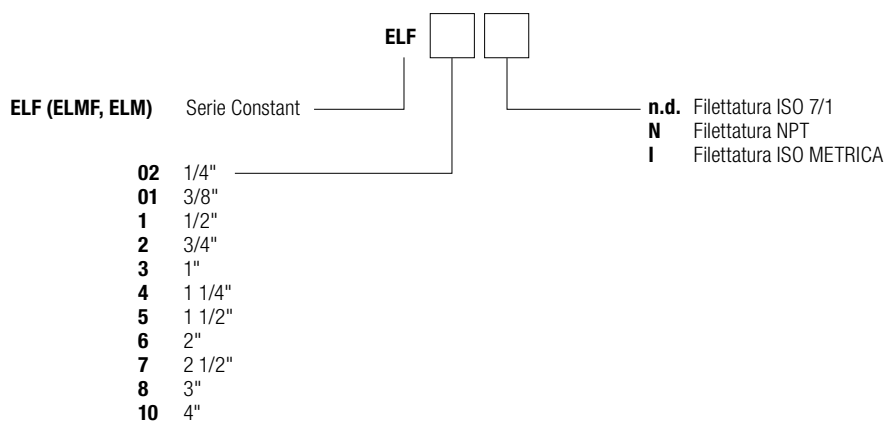 ELF
ELF (ELMF, ELM) Serie Constant
n.d. Filettatura ISO 7/1
N Filettatura NPT
I Filettatura ISO METRICA
02 1/4"
01 3/8"
1 1/2"
2 3/4"
3 1"
4 1 1/4"
5 1 1/2"
6 2"
7 2 1/2"
8 3"
10 4"